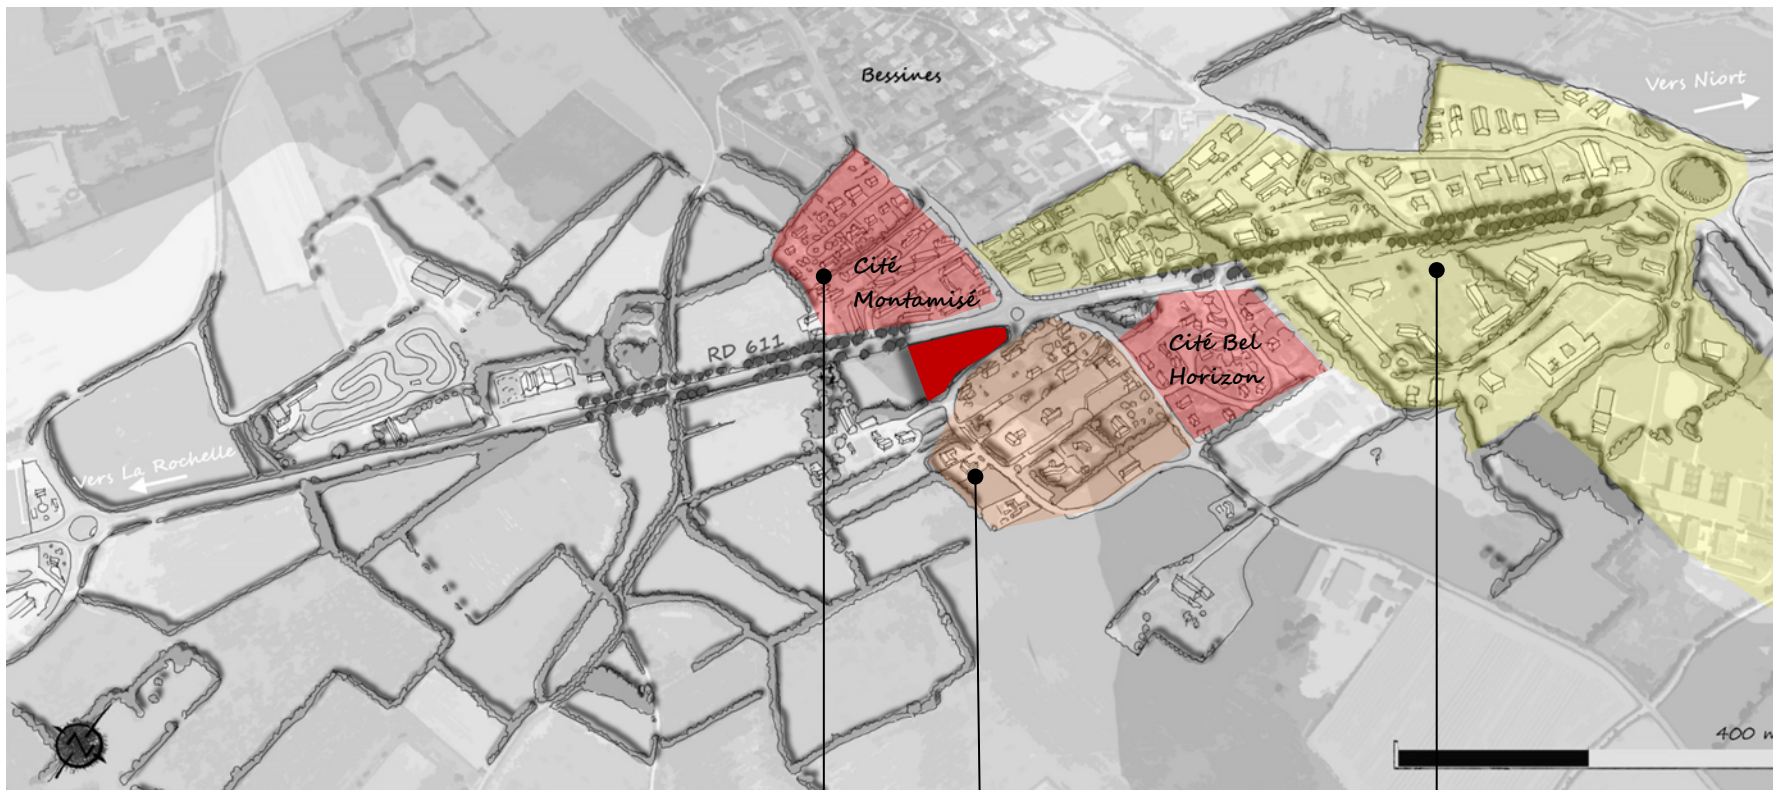 Bessines
Vers Niort
Cité
Montamisé
Cité Bel
Horizon
RD 611
Vers La Rochelle
400 m